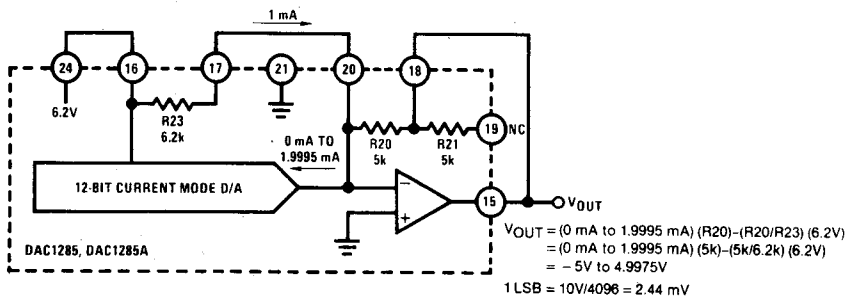 1 mA
24
16
17
21
20
18
6.2V
R23
6.2k
0 mA TO
1.9995 mA
R20
5k
R21
5k
19 NC
12-BIT CURRENT MODE D/A
−
+
15
VOUT
DAC1285, DAC1285A
VOUT = (0 mA to 1.9995 mA) (R20)–(R20/R23) (6.2V)
= (0 mA to 1.9995 mA) (5k)–(5k/6.2k) (6.2V)
= – 5V to 4.9975V
1 LSB = 10V/4096 = 2.44 mV